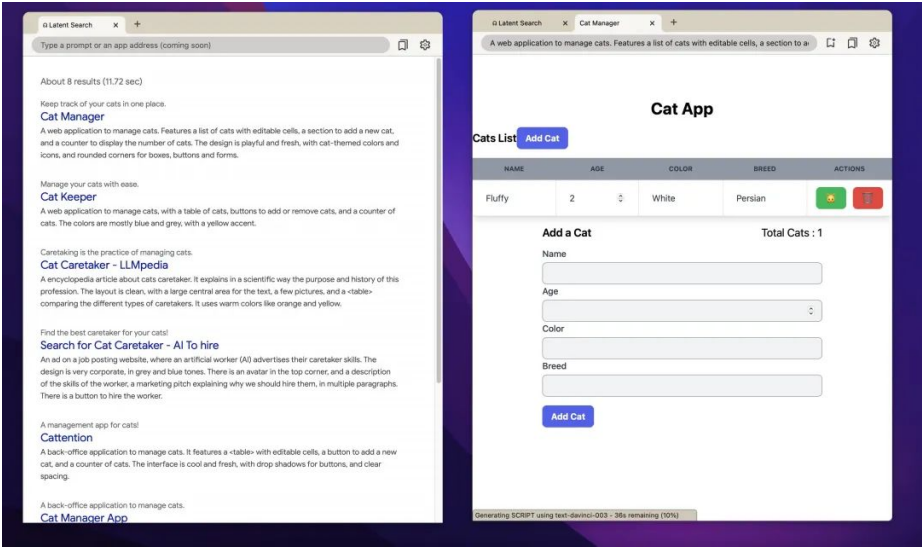 Latent Search x +
Type a prompt or an app address (coming soon)
About 8 results (11.72 sec)
Keep track of your cats in one place.
Cat Manager
A web application to manage cats. Features a list of cats with editable cells, a section to add a new cat,
and a counter to display the number of cats. The design is playful and fresh, with cat-themed colors and
icons, and rounded corners for boxes, buttons and forms.
Manage your cats with ease.
Cat Keeper
A web application to manage cats, with a table of cats, buttons to add or remove cats, and a counter of
cats. The colors are mostly blue and grey, with a yellow accent.
Caretaking is the practice of managing cats.
Cat Caretaker - LLMpedia
A encyclopedia article about cats caretaker. It explains in a scientific way the purpose and history of this
profession. The layout is clean, with a large central area for the text, a few pictures, and a <table>
comparing the different types of caretakers. It uses warm colors like orange and yellow.
Find the best caretaker for your cats!
Search for Cat Caretaker - AI To hire
An ad on a job posting website, where an artificial worker (AI) advertises their caretaker skills. The
design is very corporate, in grey and blue tones. There is an avatar in the top corner, and a description
of the skills of the worker, a marketing pitch explaining why we should hire them, in multiple paragraphs.
There is a button to hire the worker.
A management app for cats!
Cattention
A back-office application to manage cats. It features a <table> with editable cells, a button to add a new
cat, and a counter of cats. The interface is cool and fresh, with drop shadows for buttons, and clear
spacing.
A back-office application to manage cats.
Cat Manager App
Latent Search x Cat Manager x +
A web application to manage cats. Features a list of cats with editable cells, a section to a
Cat App
Cats List Add Cat
NAME AGE COLOR BREED ACTIONS
Fluffy 2 White Persian
Add a Cat Total Cats : 1
Name
Age
Color
Breed
Add Cat
Generating SCRIPT using text-davinci-003 - 36s remaining (10%)